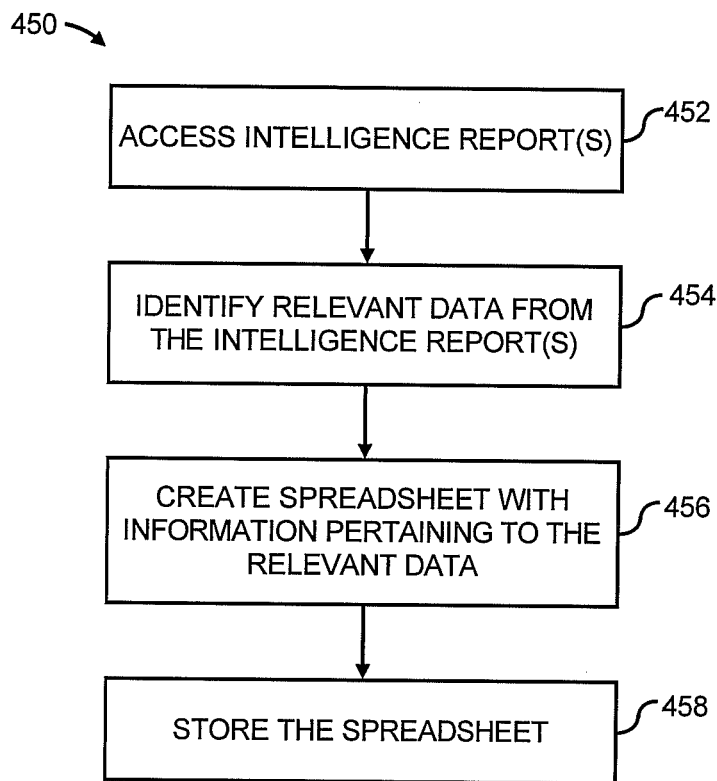 450
ACCESS INTELLIGENCE REPORT(S)
452
IDENTIFY RELEVANT DATA FROM
THE INTELLIGENCE REPORT(S)
454
CREATE SPREADSHEET WITH
INFORMATION PERTAINING TO THE
RELEVANT DATA
456
STORE THE SPREADSHEET
458